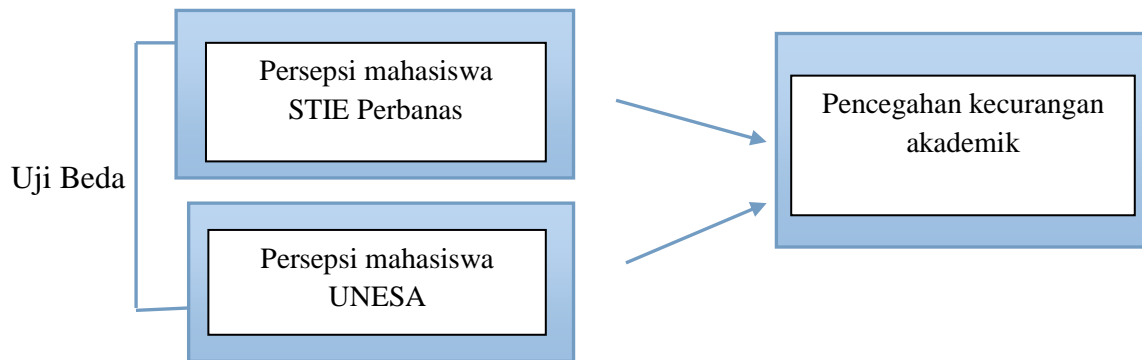 Persepsi mahasiswa
STIE Perbanas
Pencegahan kecurangan
akademik
Uji Beda
Persepsi mahasiswa
UNESA